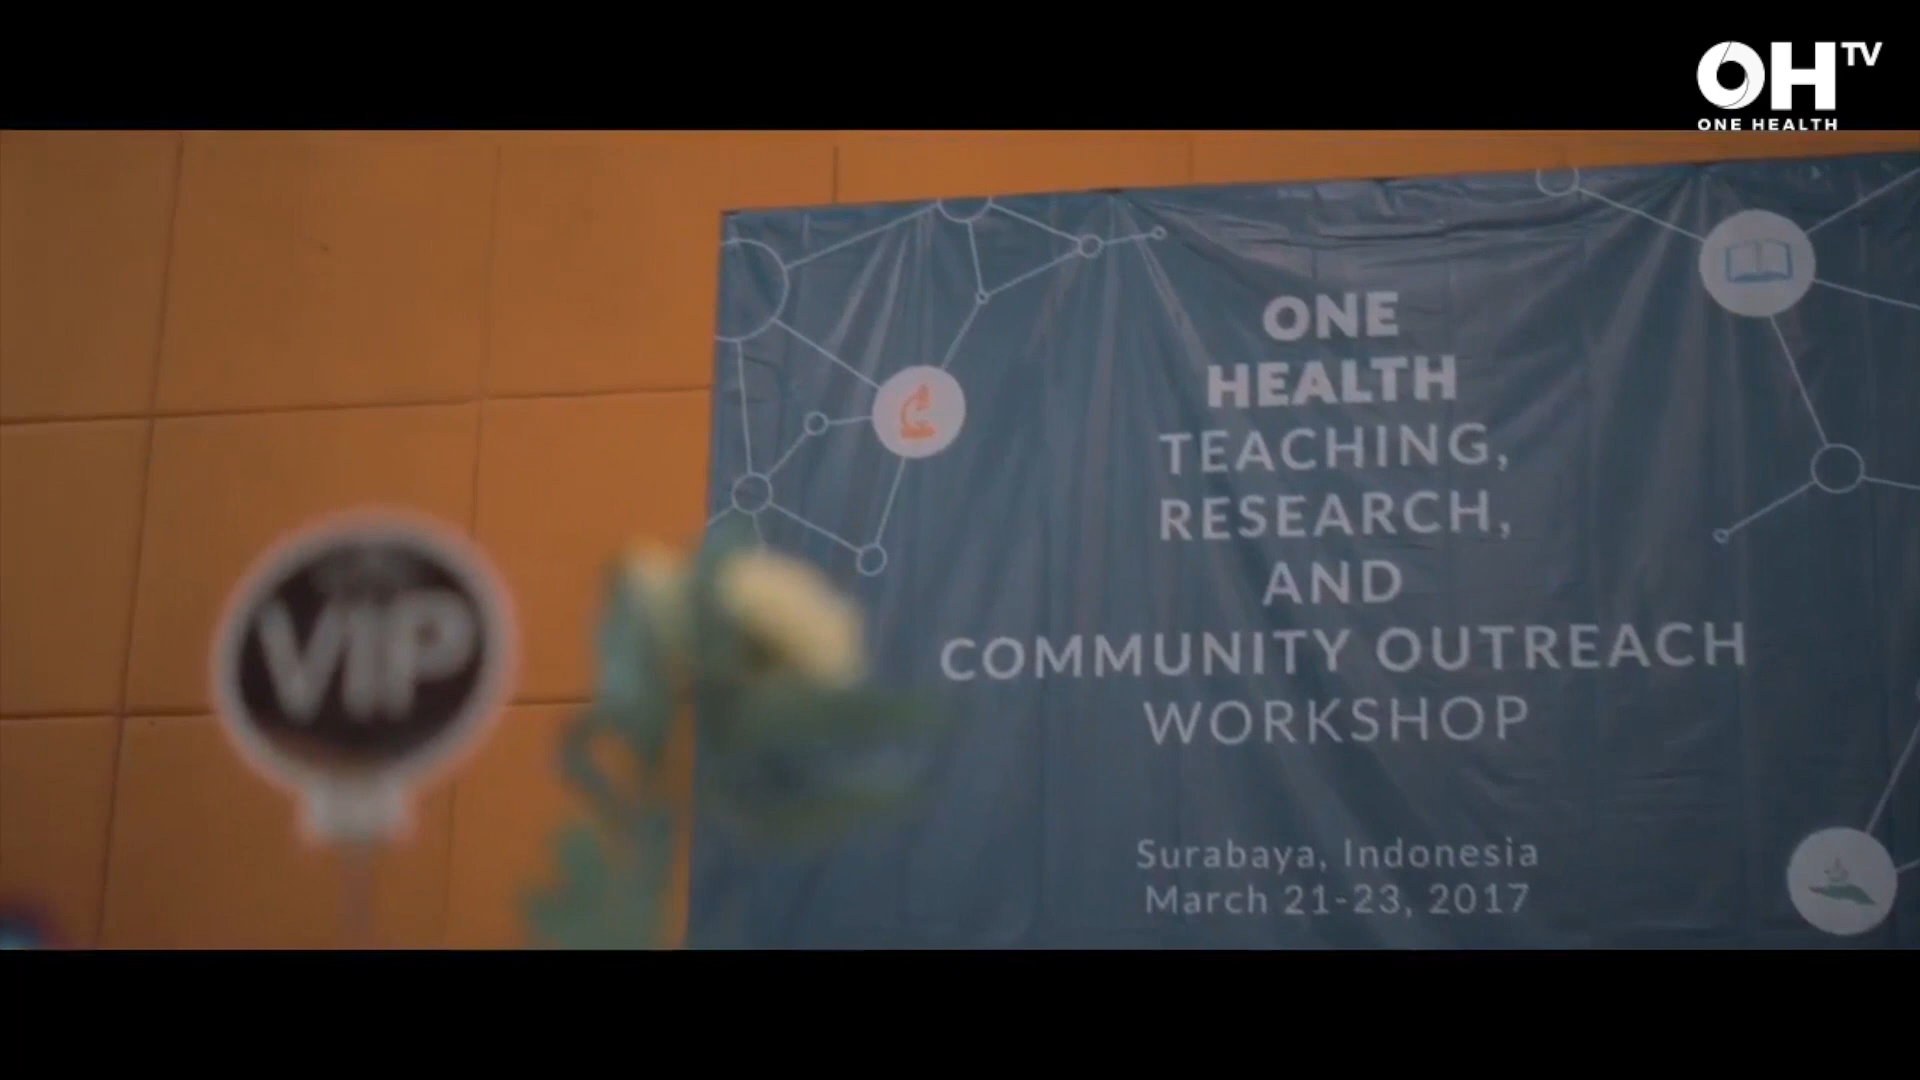 OH TV
ONE HEALTH
ONE
HEALTH
TEACHING,
RESEARCH,
AND
COMMUNITY OUTREACH
WORKSHOP
Surabaya, Indonesia
March 21-23, 2017
VIP